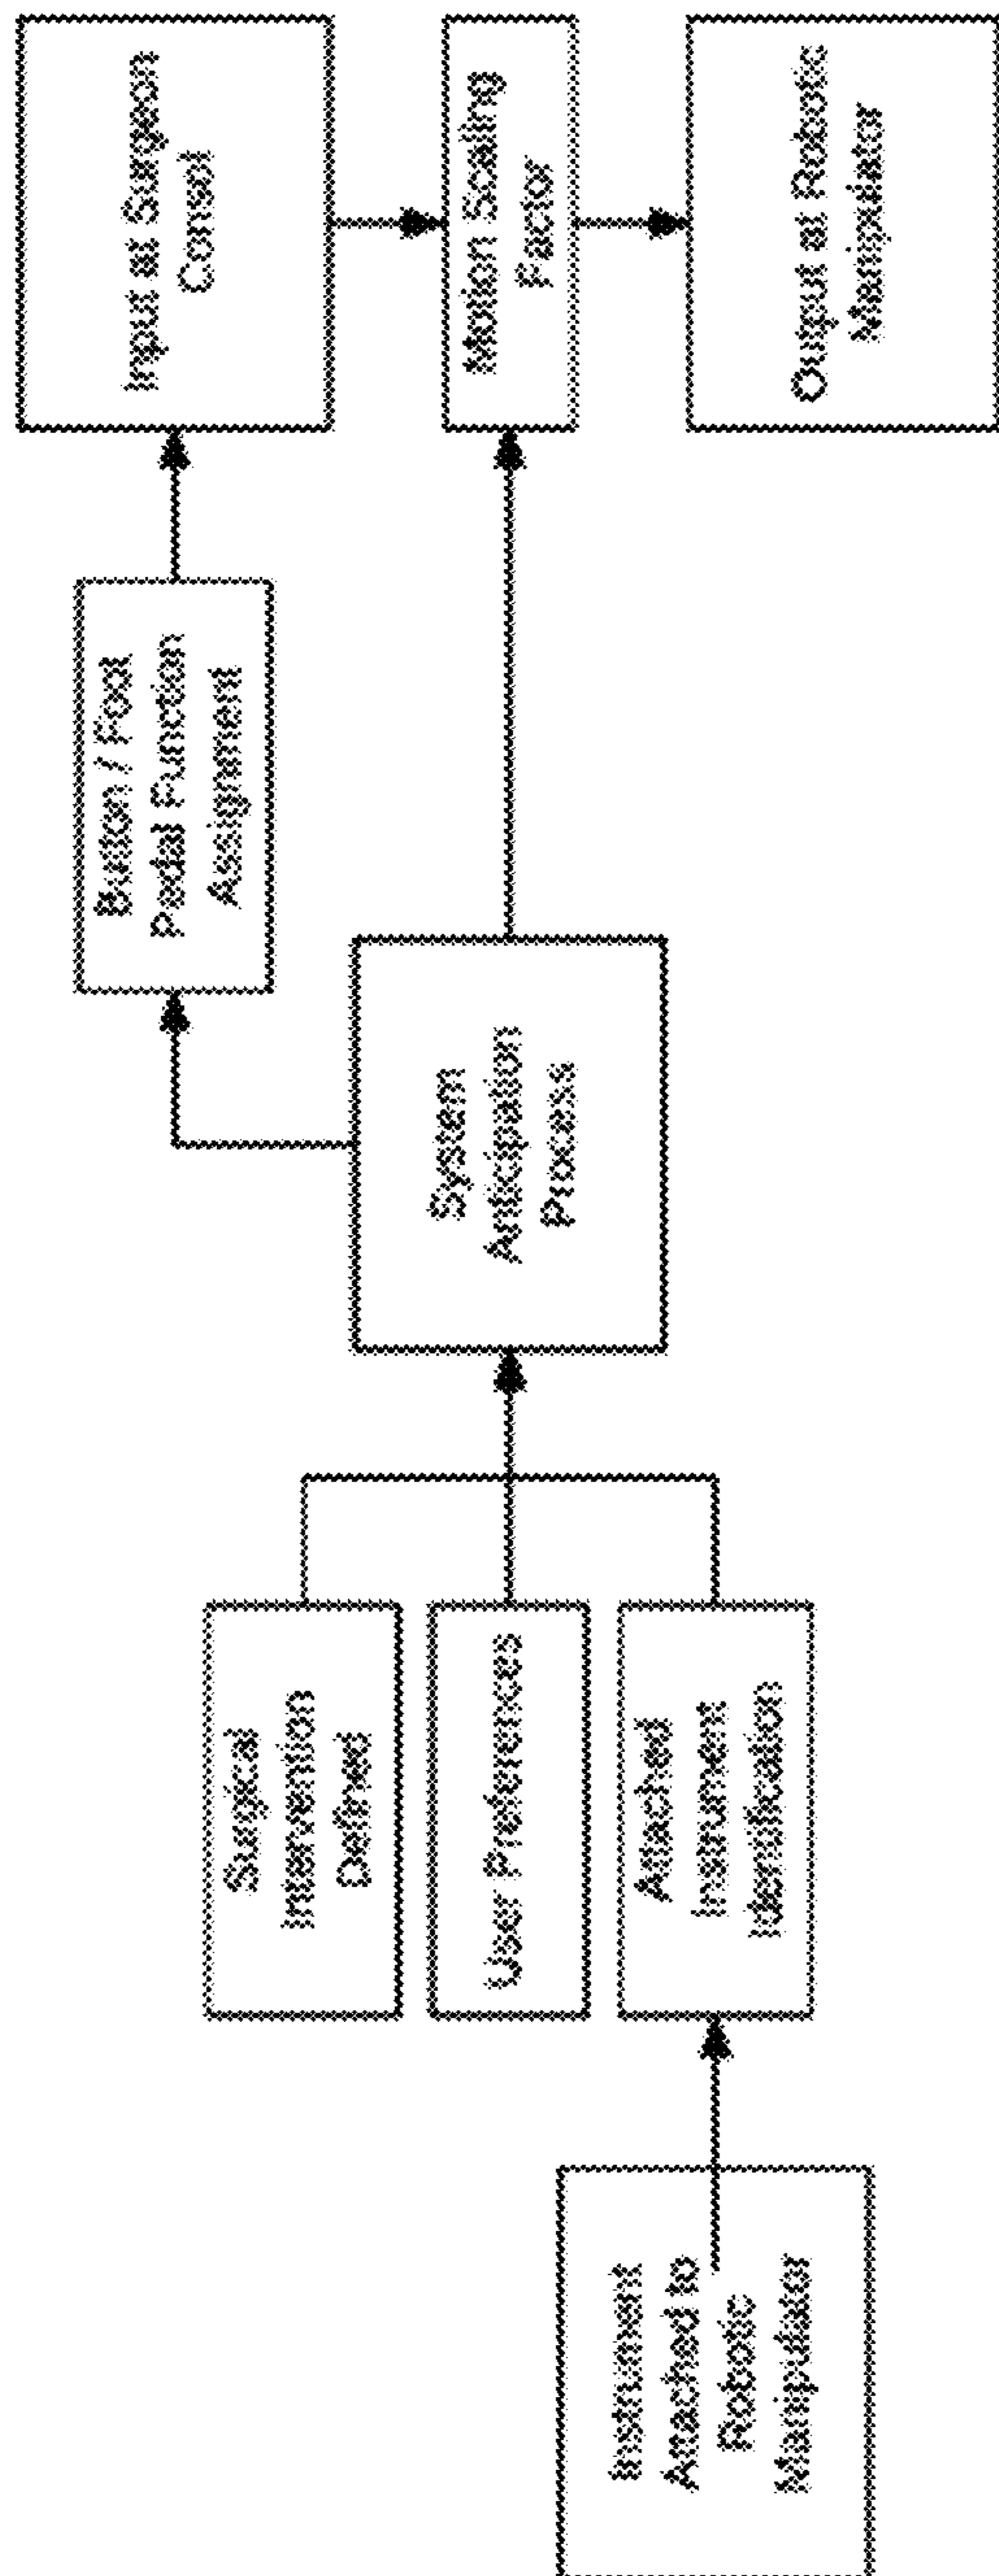 Instrument
Attached to
Robotic
Manipulator
Surgical
Intervention
Defined
User Preferences
Attached
Instrument
Identification
System
Anticipation
Process
Button / Foot
Pedal Function
Assignment
Input at Surgeon
Consol
Motion Scaling
Factor
Output at Robotic
Manipulator